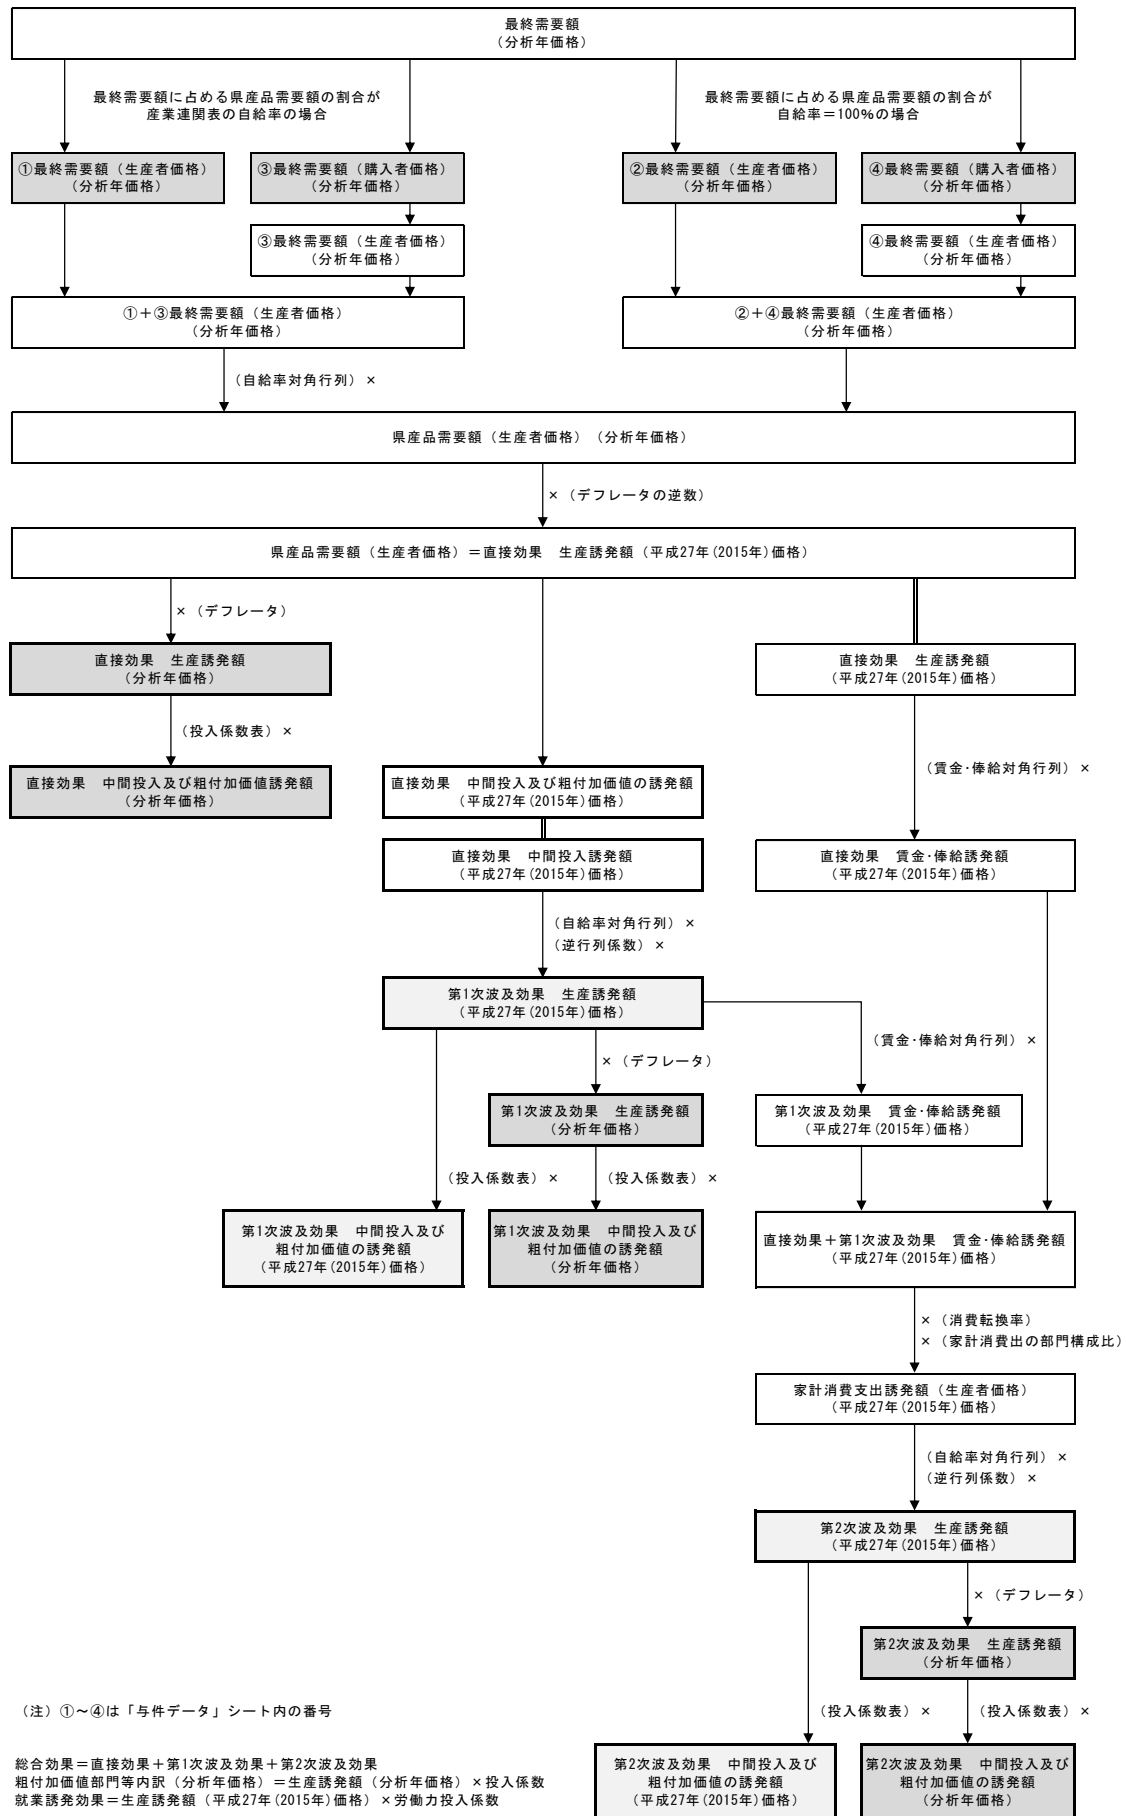 最終需要額
（分析年価格）
最終需要額に占める県産品需要額の割合が
産業連関表の自給率の場合
最終需要額に占める県産品需要額の割合が
自給率＝100％の場合
①最終需要額（生産者価格）
（分析年価格）
③最終需要額（購入者価格）
（分析年価格）
②最終需要額（生産者価格）
（分析年価格）
④最終需要額（購入者価格）
（分析年価格）
③最終需要額（生産者価格）
（分析年価格）
④最終需要額（生産者価格）
（分析年価格）
①＋③最終需要額（生産者価格）
（分析年価格）
②＋④最終需要額（生産者価格）
（分析年価格）
（自給率対角行列）×
県産品需要額（生産者価格）（分析年価格）
×（デフレータの逆数）
県産品需要額（生産者価格）＝直接効果　生産誘発額（平成27年(2015年)価格）
×（デフレータ）
直接効果　生産誘発額
（分析年価格）
直接効果　生産誘発額
（平成27年(2015年)価格）
（投入係数表）×
（賃金･俸給対角行列）×
直接効果　中間投入及び粗付加価値誘発額
（分析年価格）
直接効果　中間投入及び粗付加価値の誘発額
（平成27年(2015年)価格）
直接効果　中間投入誘発額
（平成27年(2015年)価格）
直接効果　賃金･俸給誘発額
（平成27年(2015年)価格）
（自給率対角行列）×
（逆行列係数）×
第1次波及効果　生産誘発額
（平成27年(2015年)価格）
（賃金･俸給対角行列）×
×（デフレータ）
第1次波及効果　生産誘発額
（分析年価格）
第1次波及効果　賃金･俸給誘発額
（平成27年(2015年)価格）
（投入係数表）×
（投入係数表）×
第1次波及効果　中間投入及び
粗付加価値の誘発額
（平成27年(2015年)価格）
第1次波及効果　中間投入及び
粗付加価値の誘発額
（分析年価格）
直接効果＋第1次波及効果　賃金･俸給誘発額
（平成27年(2015年)価格）
×（消費転換率）
×（家計消費出の部門構成比）
家計消費支出誘発額（生産者価格）
（平成27年(2015年)価格）
（自給率対角行列）×
（逆行列係数）×
第2次波及効果　生産誘発額
（平成27年(2015年)価格）
×（デフレータ）
第2次波及効果　生産誘発額
（分析年価格）
（投入係数表）×
（投入係数表）×
第2次波及効果　中間投入及び
粗付加価値の誘発額
（平成27年(2015年)価格）
第2次波及効果　中間投入及び
粗付加価値の誘発額
（分析年価格）
（注）①～④は「与件データ」シート内の番号
総合効果＝直接効果＋第1次波及効果＋第2次波及効果
粗付加価値部門等内訳（分析年価格）＝生産誘発額（分析年価格）×投入係数
就業誘発効果＝生産誘発額（平成27年(2015年)価格）×労働力投入係数